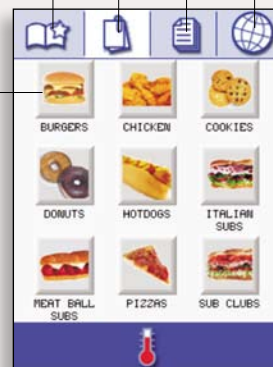 BURGERS CHICKEN COOKIES
DONUTS HOTDOGS ITALIAN
SUBS
MEAT BALL PIZZAS SUB CLUBS
SUBS